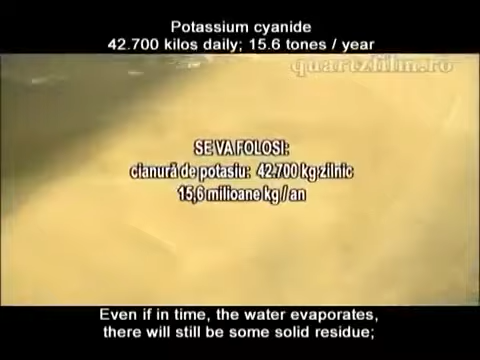 Potassium cyanide
42.700 kilos daily; 15.6 tones / year
quartzfilm.ro
SE VA FOLOSI:
cianură de potasiu: 42.700 kg zilnic
15,6 milioane kg / an
Even if in time, the water evaporates,
there will still be some solid residue;